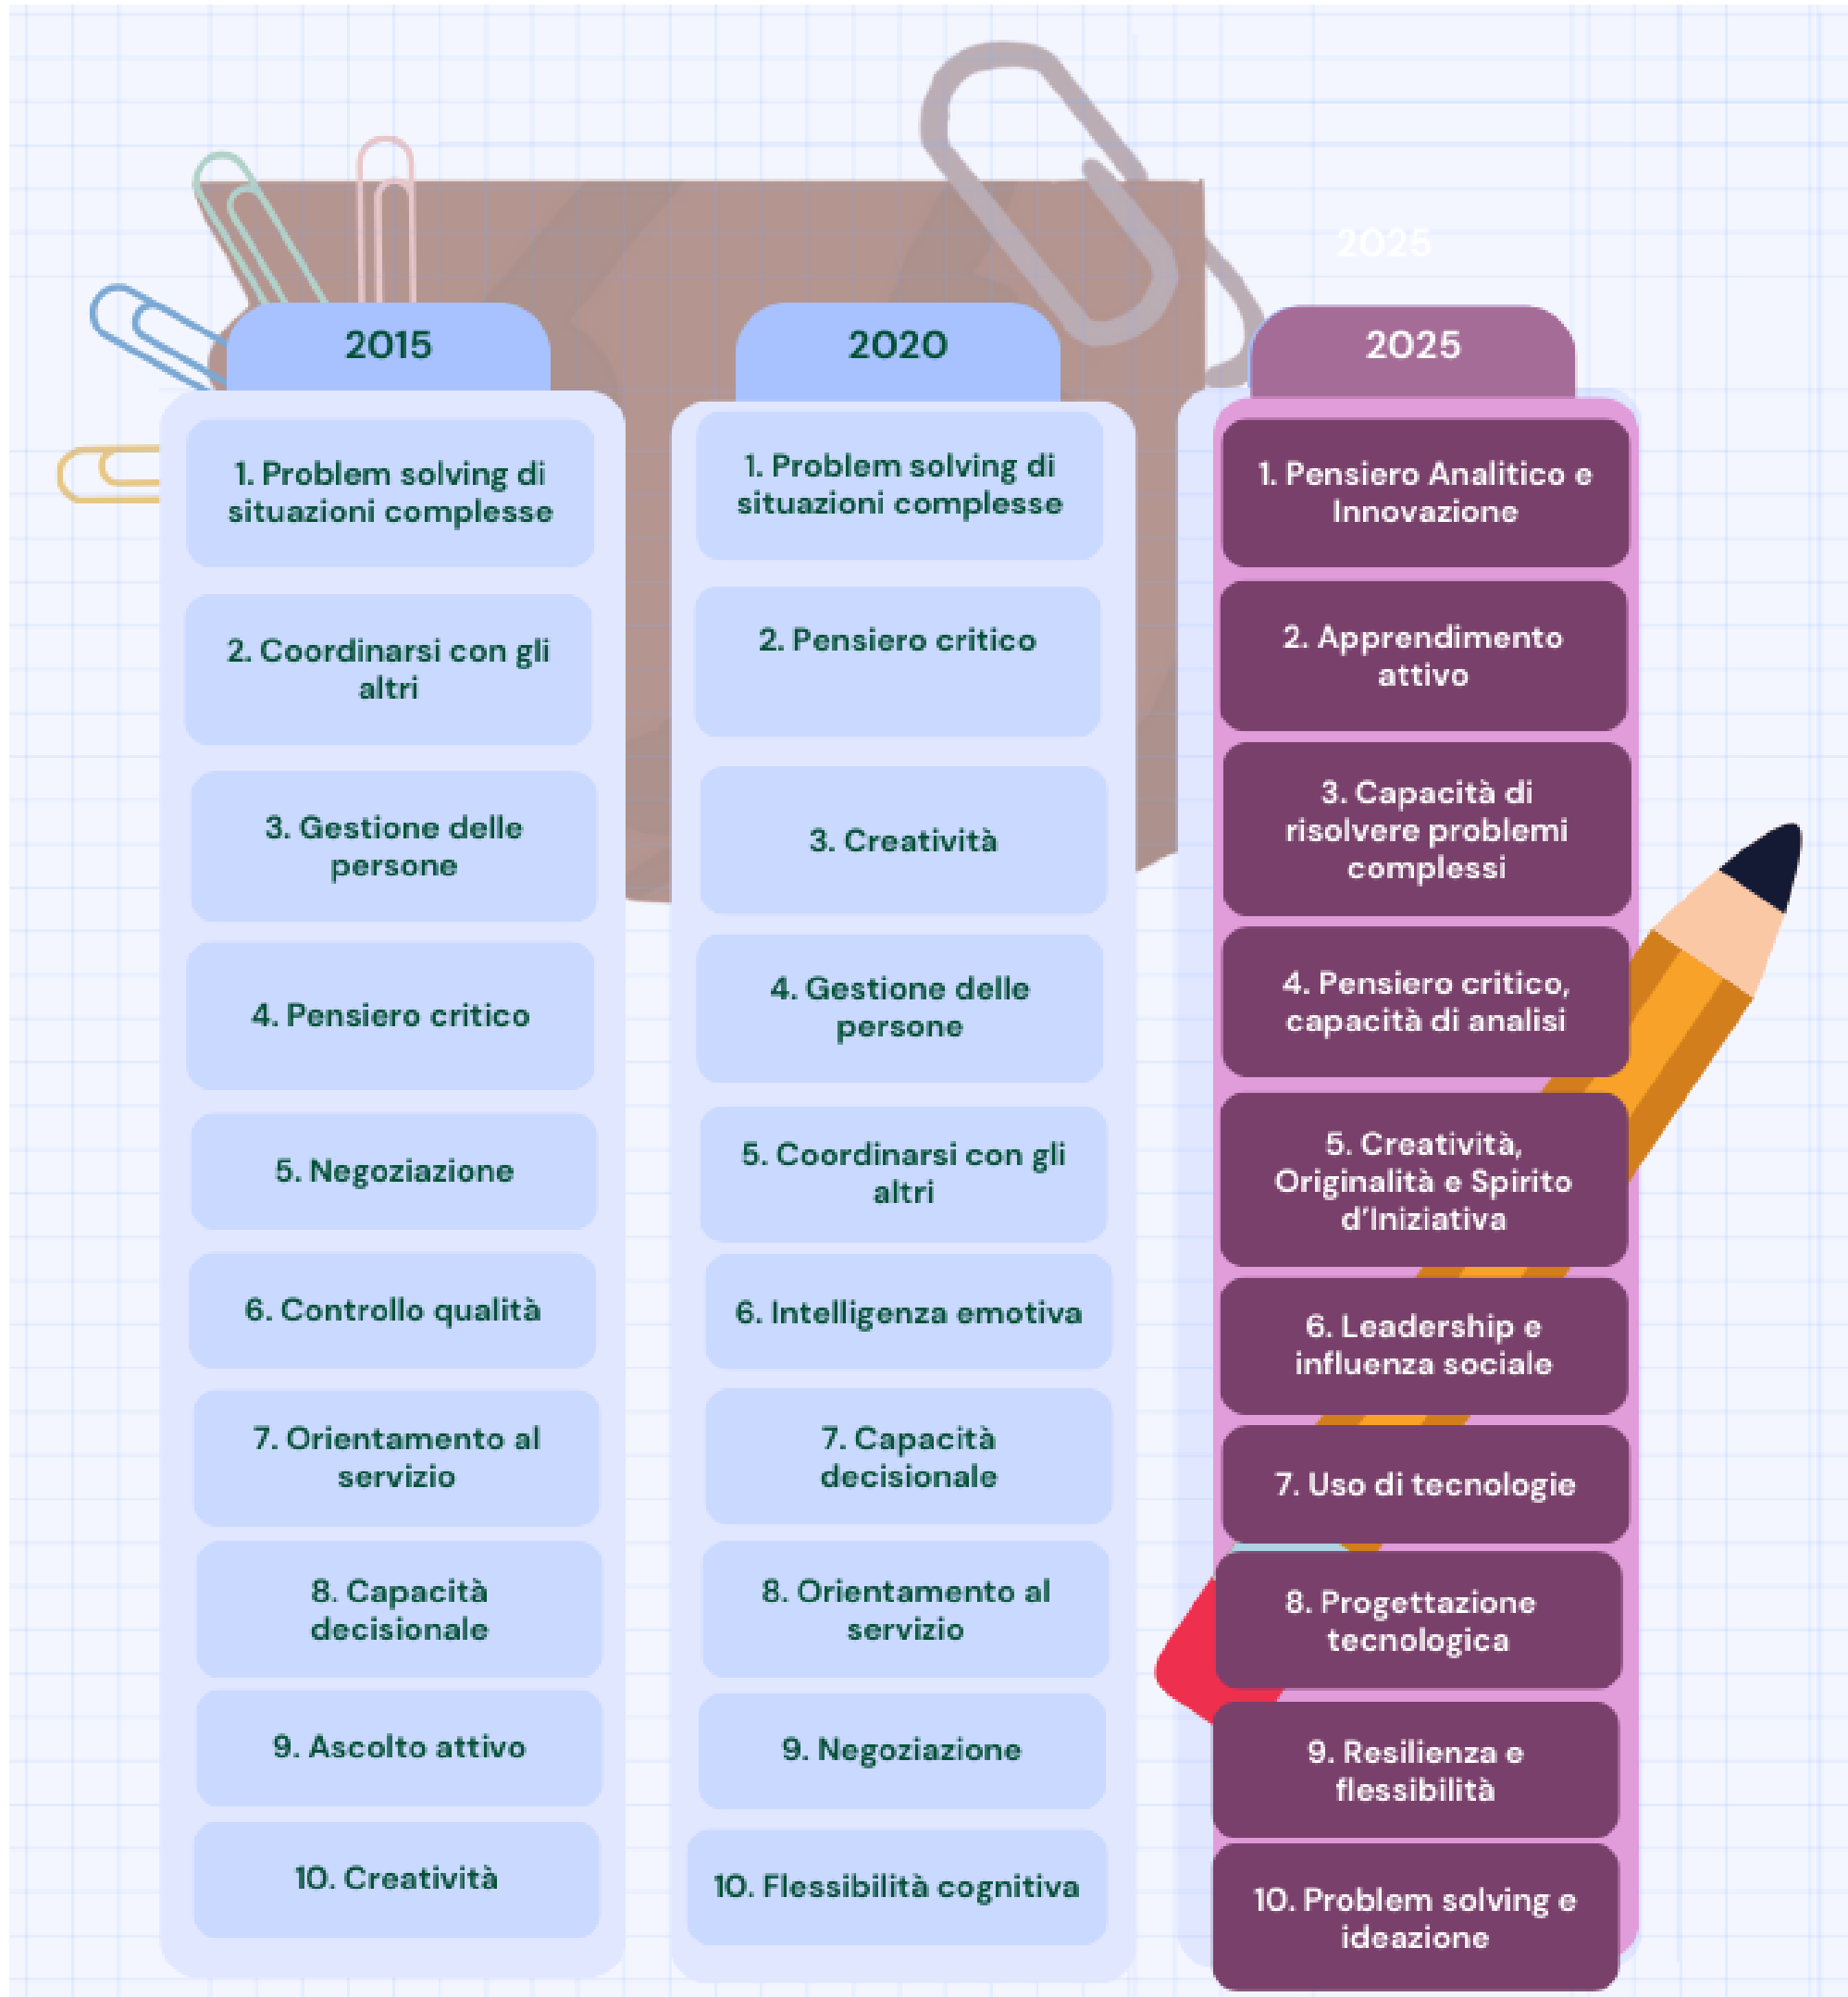 2025
2015
1. Problem solving di
situazioni complesse
2. Coordinarsi con gli
altri
3. Gestione delle
persone
4. Pensiero critico
5. Negoziazione
6. Controllo qualità
7. Orientamento al
servizio
8. Capacità
decisionale
9. Ascolto attivo
10. Creatività
2020
1. Problem solving di
situazioni complesse
2. Pensiero critico
3. Creatività
4. Gestione delle
persone
5. Coordinarsi con gli
altri
6. Intelligenza emotiva
7. Capacità
decisionale
8. Orientamento al
servizio
9. Negoziazione
10. Flessibilità cognitiva
2025
1. Pensiero Analitico e
Innovazione
2. Apprendimento
attivo
3. Capacità di
risolvere problemi
complessi
4. Pensiero critico,
capacità di analisi
5. Creatività,
Originalità e Spirito
d'Iniziativa
6. Leadership e
influenza sociale
7. Uso di tecnologie
8. Progettazione
tecnologica
9. Resilienza e
flessibilità
10. Problem solving e
ideazione